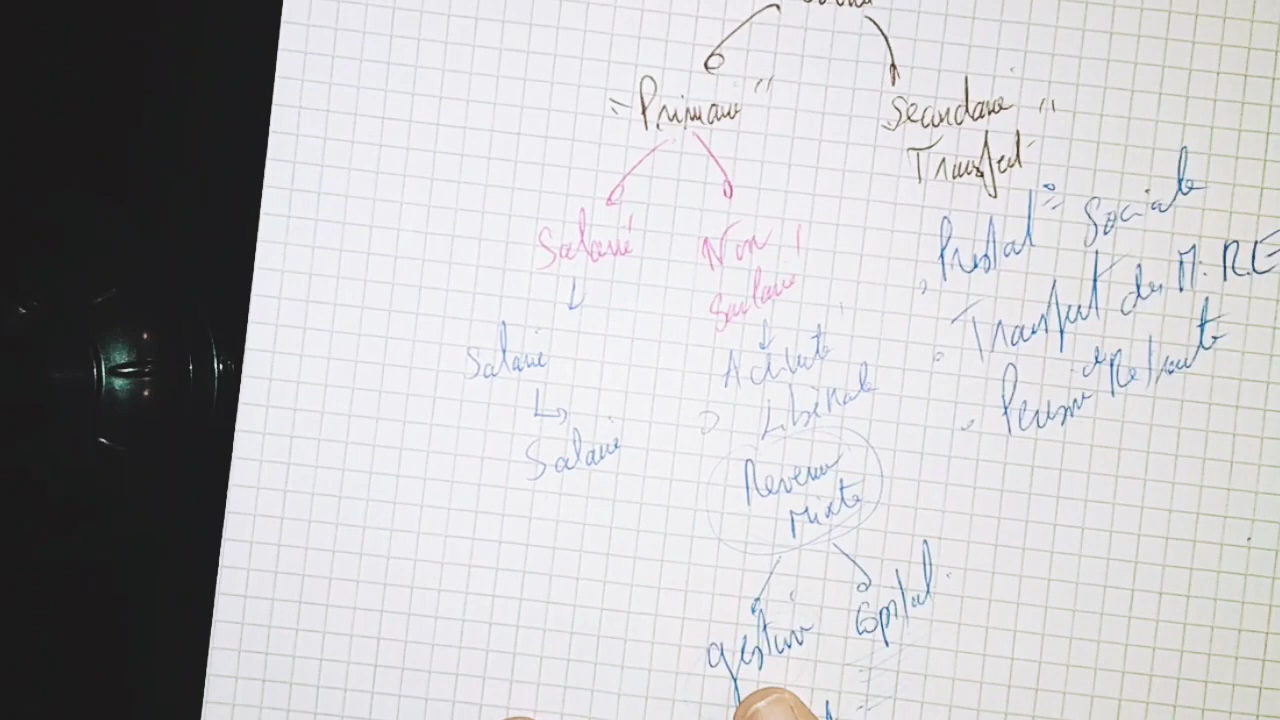 "Primaire"
Secondaire "
Transfert
Salarié
Non
Salarié
Salarié
Salaire
Activité
Libérale
Revenu
Mixte
gestion
Capital
Prestat° Sociale
Transfert des M.R.E
Pension de Retraite